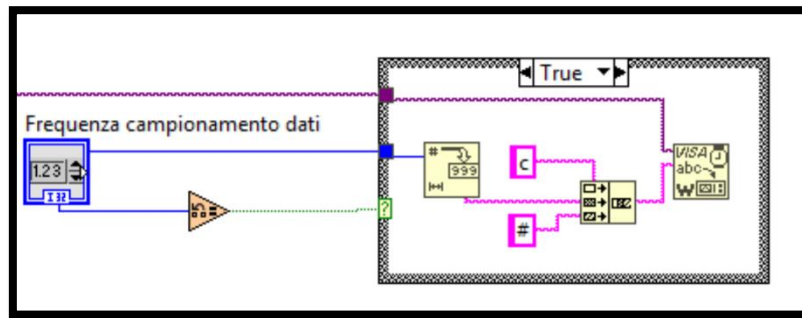 True
Frequenza campionamento dati
1.23
I32
?
#
999
c
#
VISA
abc
W